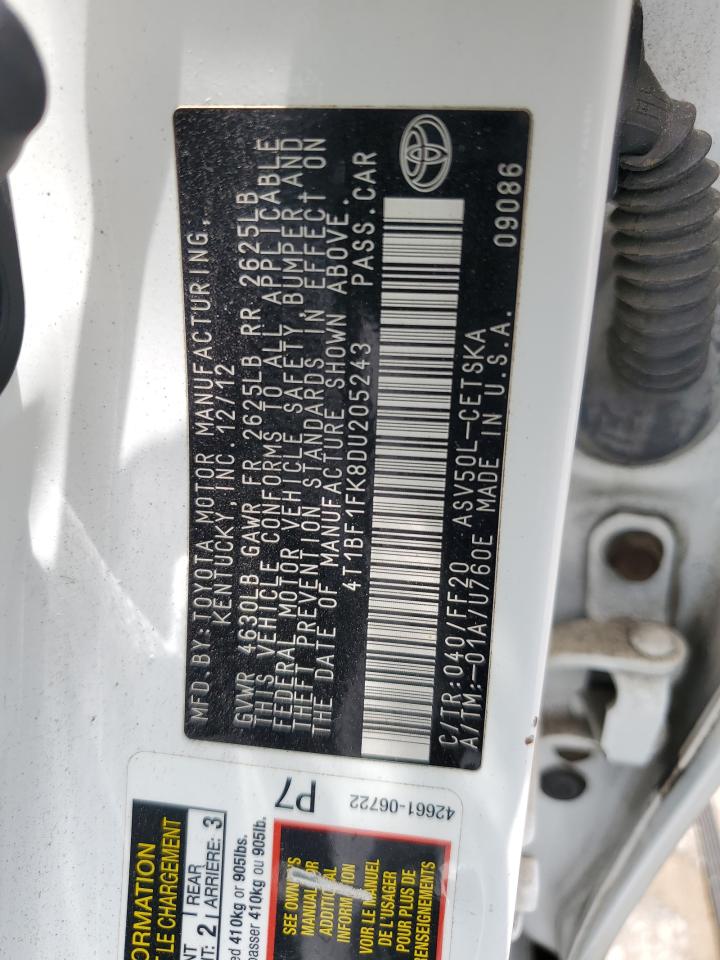 MFD.BY:TOYOTA MOTOR MANUFACTURING,
KENTUCKY,INC. 12/12
GVWR 4630LB GAWR FR 2625LB RR 2625LB
THIS VEHICLE CONFORMS TO ALL APPLICABLE
FEDERAL MOTOR VEHICLE SAFETY,BUMPER,AND
THEFT PREVENTION STANDARDS IN EFFECT ON
THE DATE OF MANUFACTURE SHOWN ABOVE.
4T1BF1FK8DU205243 PASS.CAR
C/TR:040/FF20 ASV50L-CETSKA 09086
A/TM:-01A/U760E MADE IN U.S.A.
P7
42661-06722
T LE CHARGEMENT
REAR
2 ARRIERE: 3
410kg or 905lbs.
passer 410kg ou 905lb.
SEE OWNER'S
MANUAL FOR
ADDITIONAL
INFORMATION
VOIR LE MANUEL
DE L'USAGER
POUR PLUS DE
RENSEIGNEMENTS